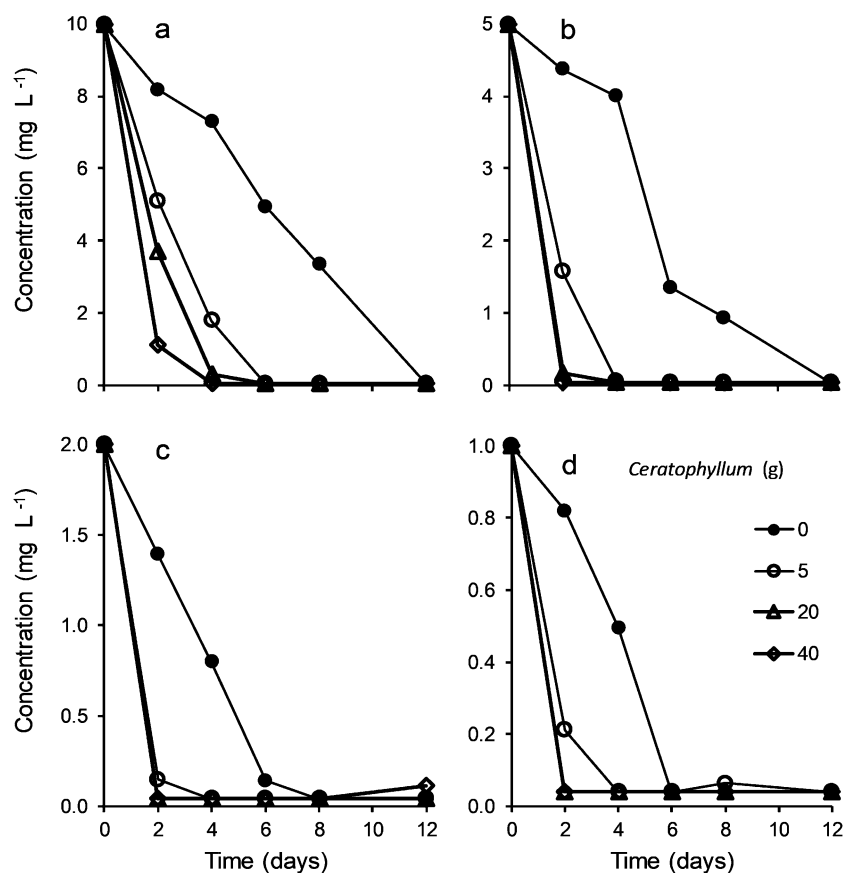 a
10
8
6
4
2
0
Concentration (mg L⁻¹)
b
5
4
3
2
1
0
c
2.0
1.5
1.0
0.5
0.0
Concentration (mg L⁻¹)
0 2 4 6 8 10 12
Time (days)
d
1.0
0.8
0.6
0.4
0.2
0.0
Ceratophyllum (g)
0
5
20
40
0 2 4 6 8 10 12
Time (days)